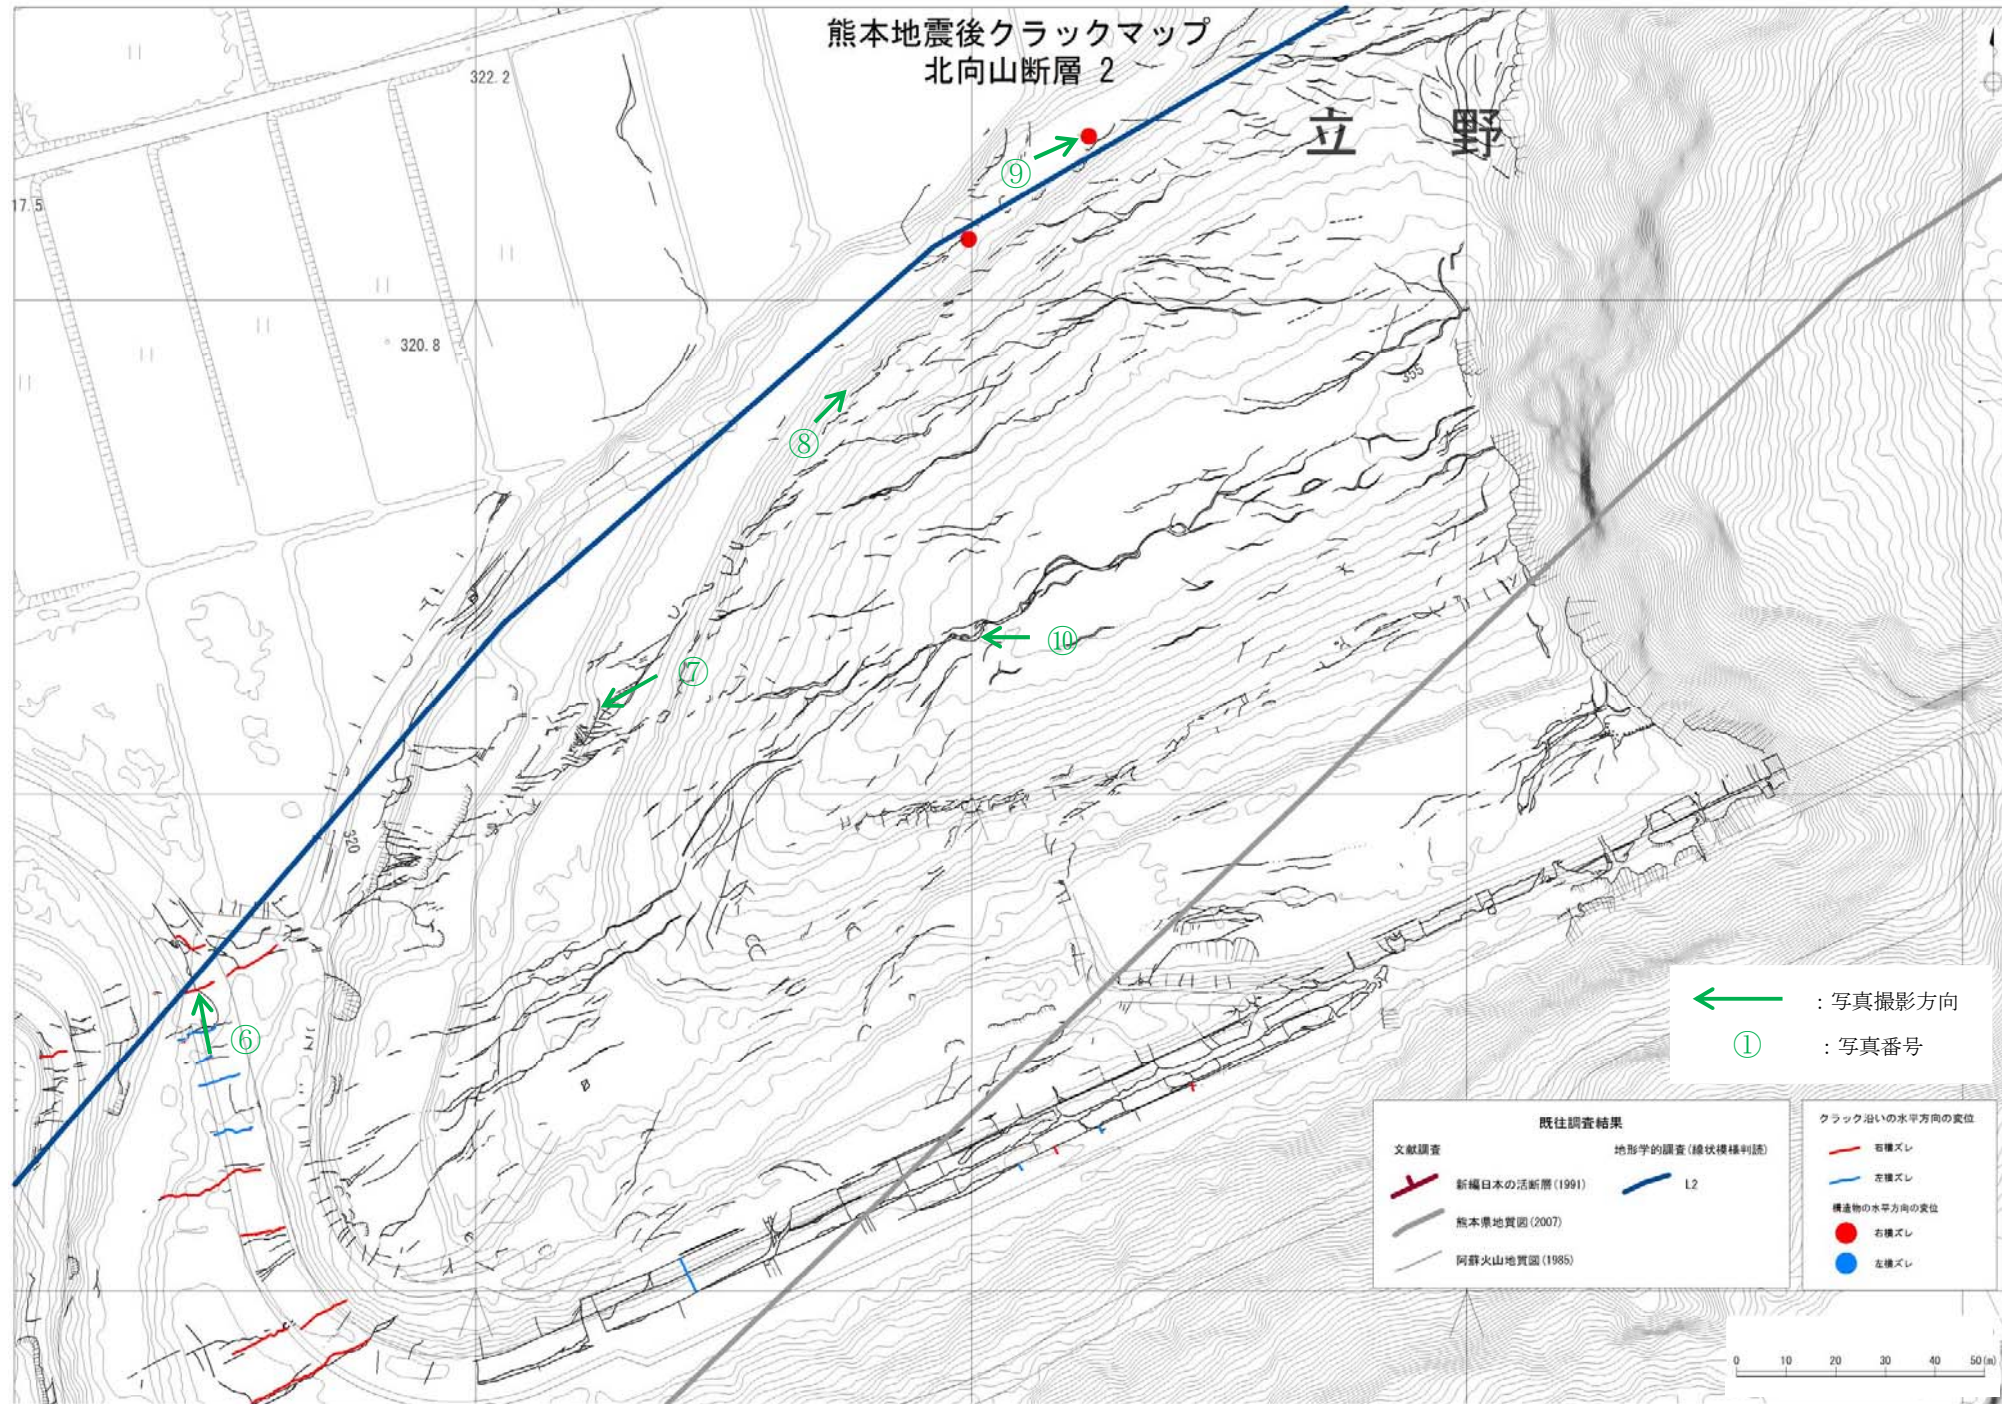 熊本地震後クラックマップ
北向山断層 2
322.2
立 野
⑨
17.5
320.8
355
⑧
⑩
⑦
320
⑥
:写真撮影方向
①
:写真番号
既往調査結果
文献調査
地形学的調査(線状模様判読)
新編日本の活断層(1991)
L2
熊本県地質図(2007)
阿蘇火山地質図(1985)
クラック沿いの水平方向の変位
右横ズレ
左横ズレ
構造物の水平方向の変位
右横ズレ
左横ズレ
0 10 20 30 40 50(m)